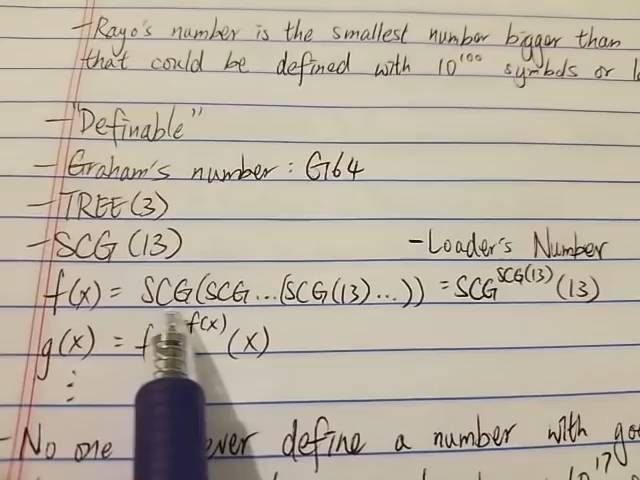 - Rayo's number is the smallest number bigger than
that could be defined with 10^100 symbols or
- "Definable"
- Graham's number : G64
- TREE(3)
- SCG(13)
- Loader's Number
f(x) = SCG(SCG...(SCG(13)...)) = SCG^SCG(13) (13)
g(x) = f^f(x) (x)
⋮
- No one ever define a number with
10^17